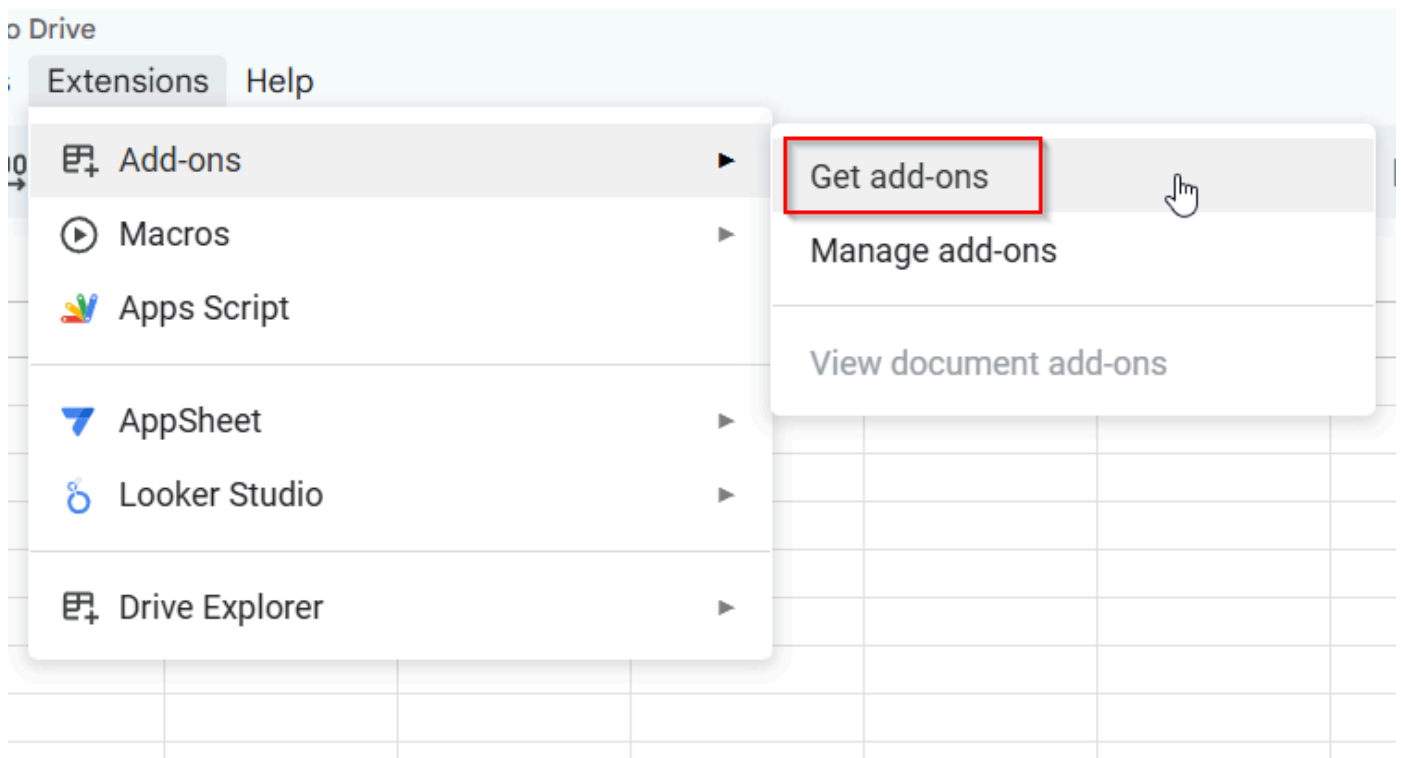 Drive
Extensions Help
Add-ons
Get add-ons
Macros
Manage add-ons
Apps Script
View document add-ons
AppSheet
Looker Studio
Drive Explorer